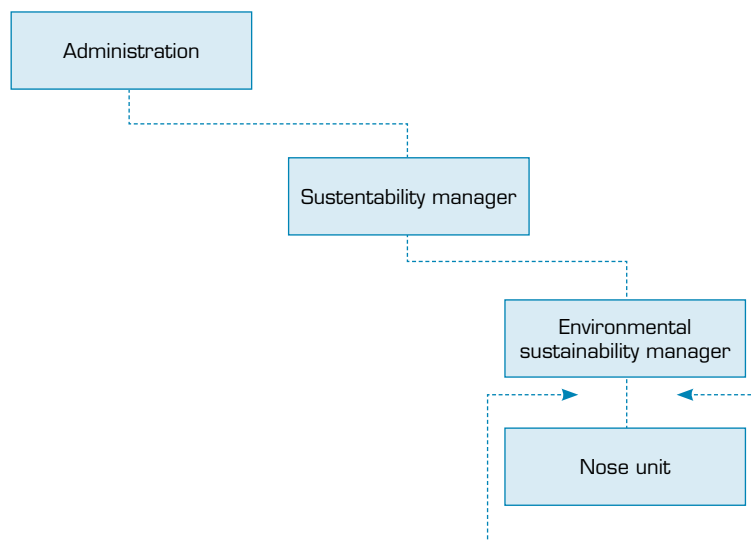 Administration
Sustentability manager
Environmental
sustainability manager
Nose unit